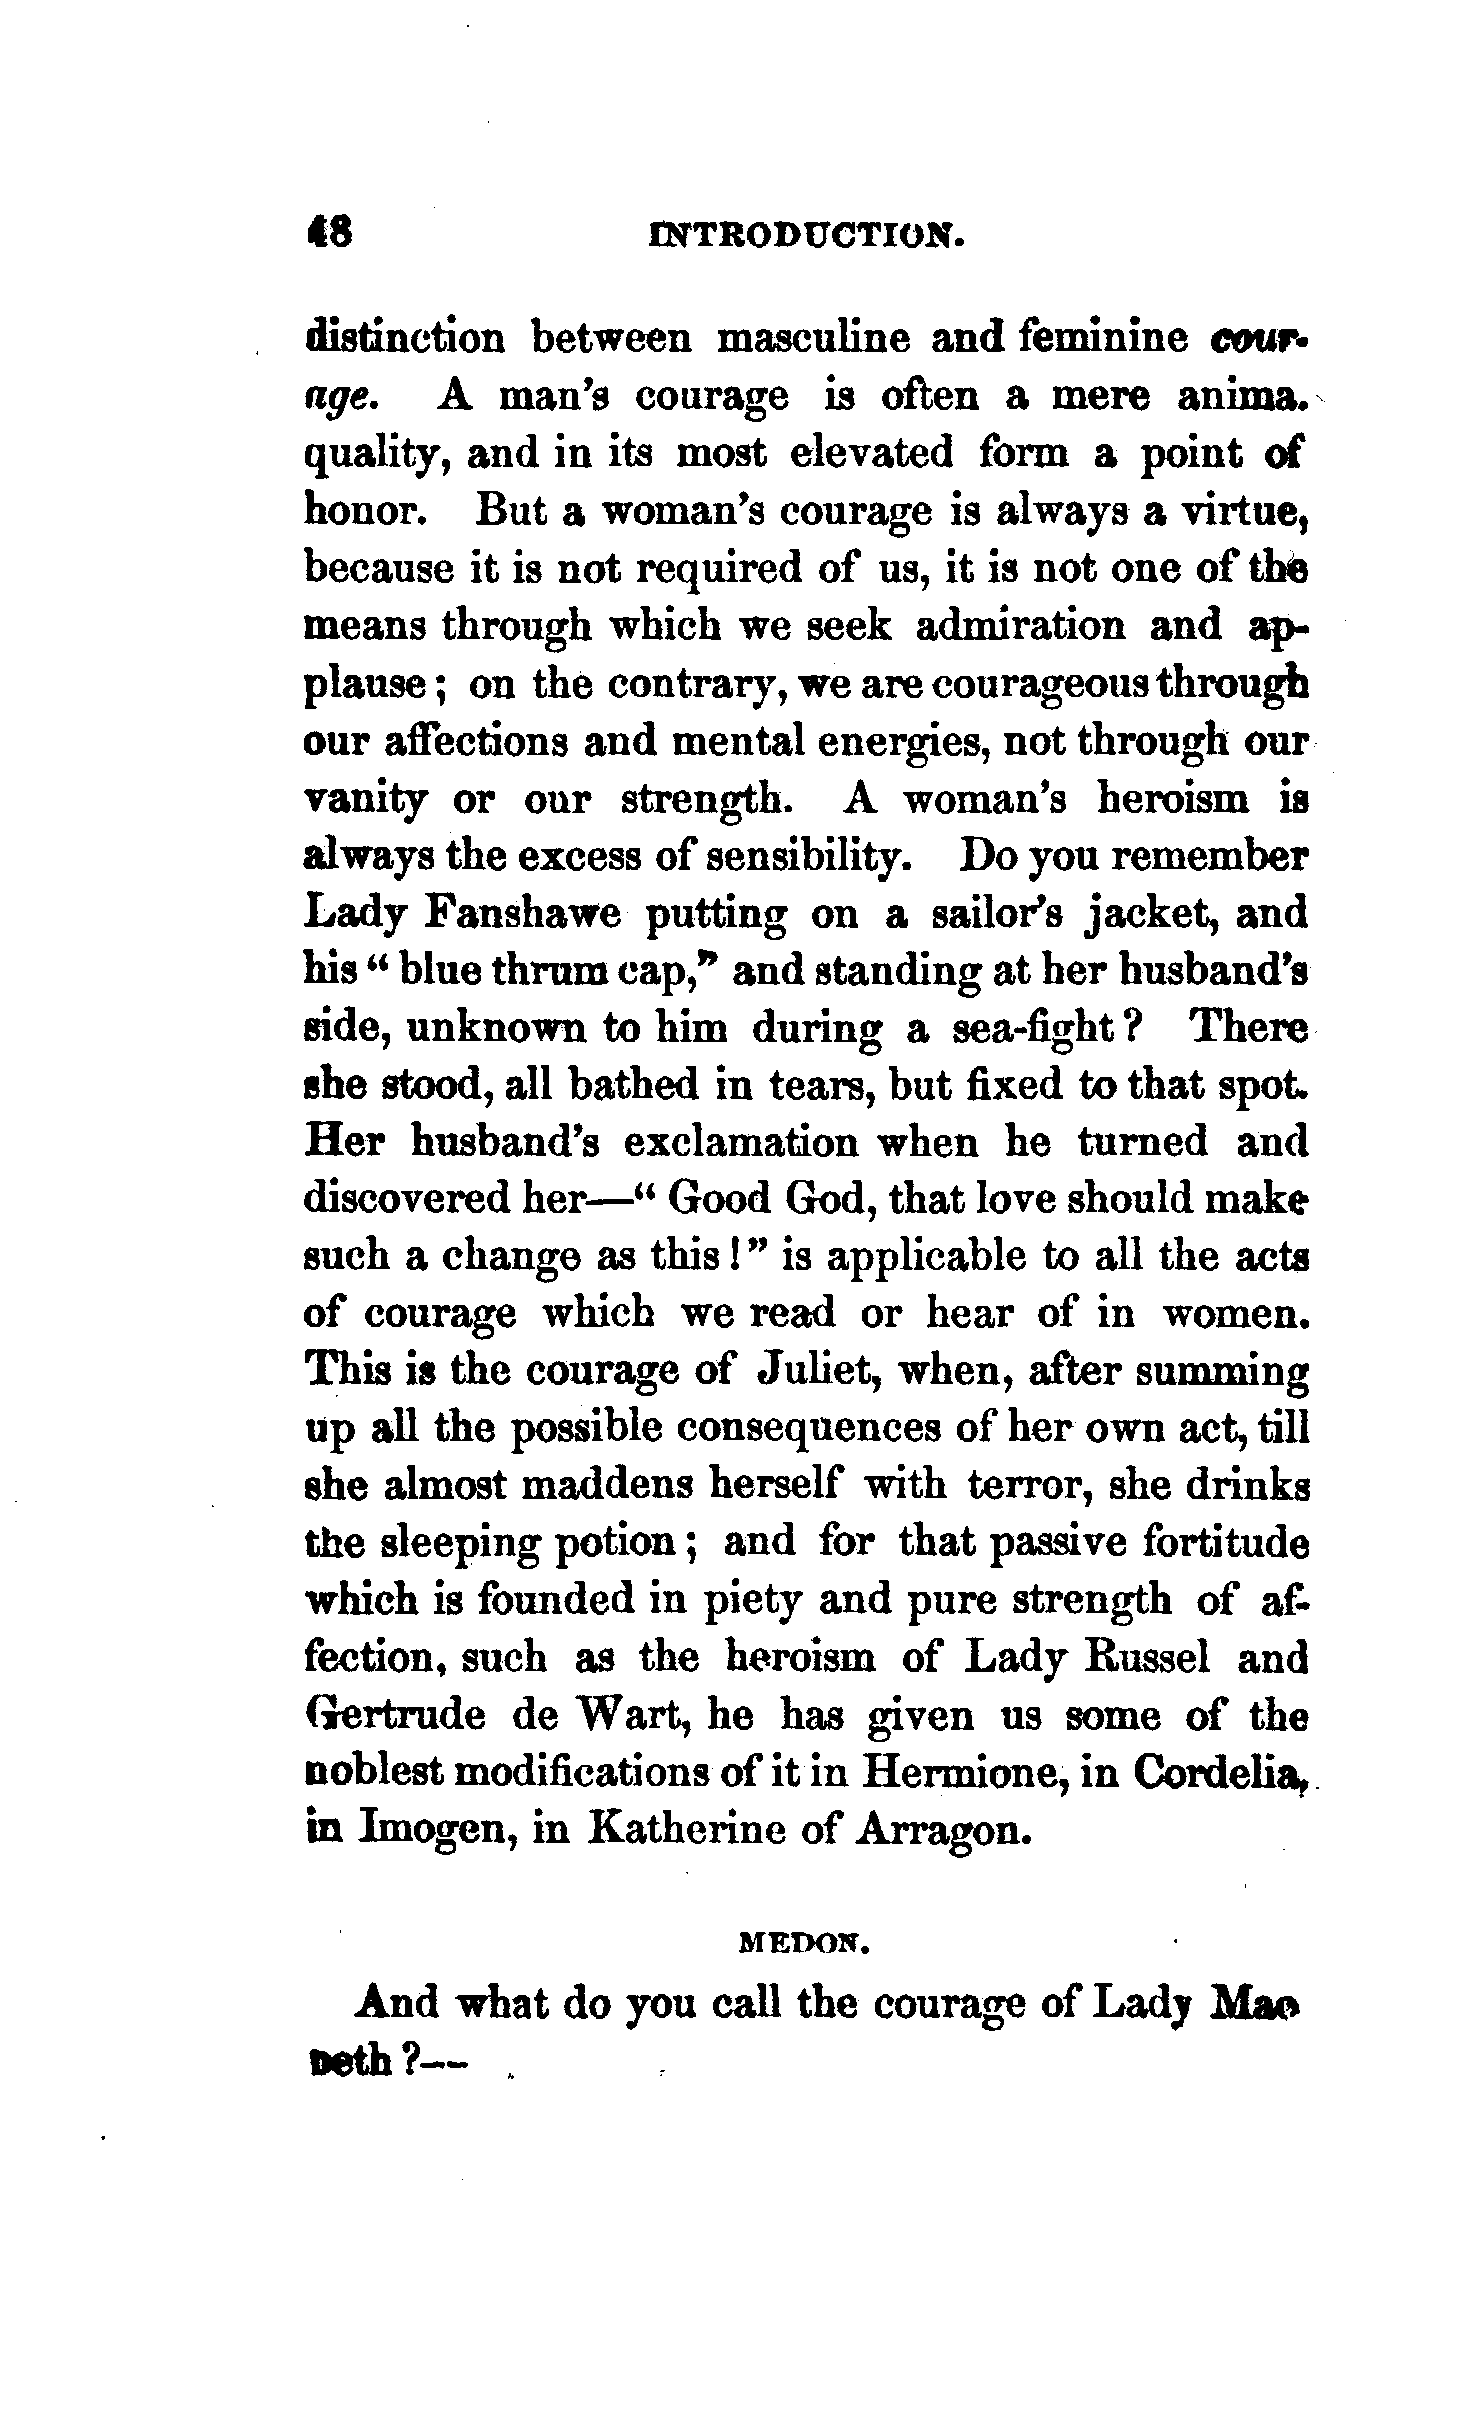 48 INTRODUCTION.
distinction between masculine and feminine cour-
age. A man's courage is often a mere anima.
quality, and in its most elevated form a point of
honor. But a woman's courage is always a virtue,
because it is not required of us, it is not one of the
means through which we seek admiration and ap-
plause; on the contrary, we are courageous through
our affections and mental energies, not through our
vanity or our strength. A woman's heroism is
always the excess of sensibility. Do you remember
Lady Fanshawe putting on a sailor's jacket, and
his "blue thrum cap," and standing at her husband's
side, unknown to him during a sea-fight? There
she stood, all bathed in tears, but fixed to that spot.
Her husband's exclamation when he turned and
discovered her—"Good God, that love should make
such a change as this!" is applicable to all the acts
of courage which we read or hear of in women.
This is the courage of Juliet, when, after summing
up all the possible consequences of her own act, till
she almost maddens herself with terror, she drinks
the sleeping potion; and for that passive fortitude
which is founded in piety and pure strength of af-
fection, such as the heroism of Lady Russel and
Gertrude de Wart, he has given us some of the
noblest modifications of it in Hermione, in Cordelia,
in Imogen, in Katherine of Arragon.
MEDON.
And what do you call the courage of Lady Mac
beth?—